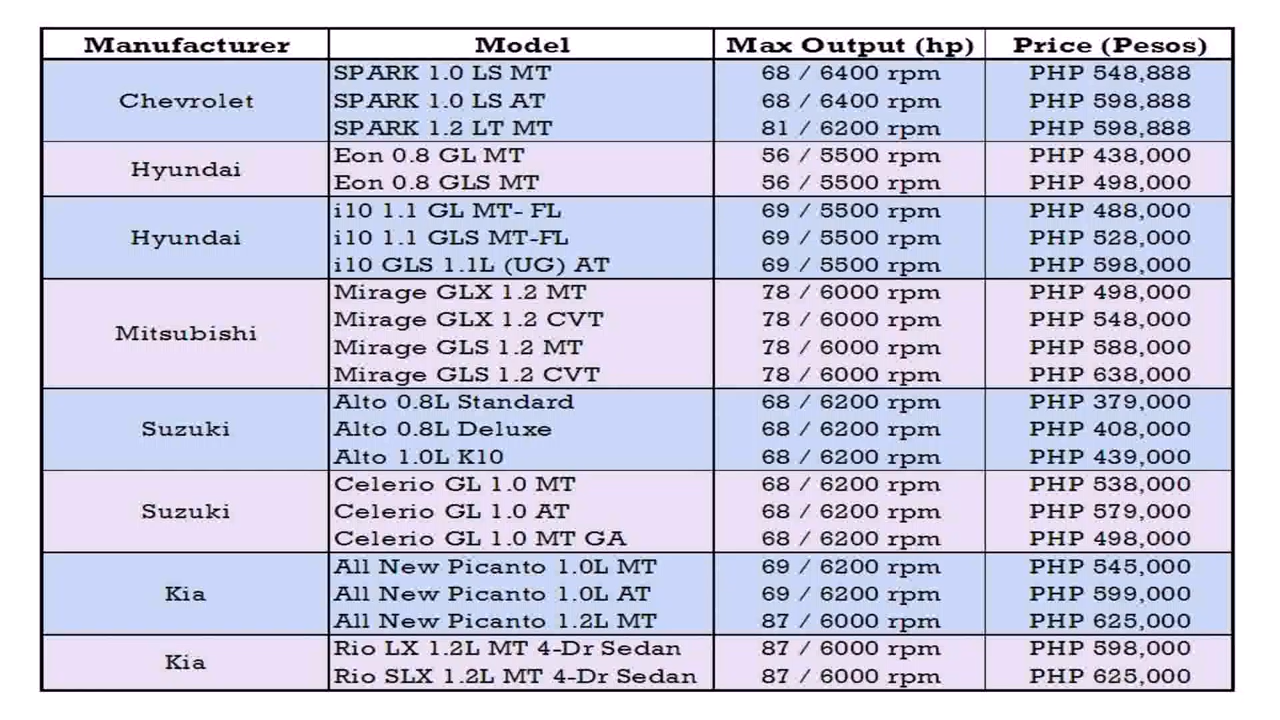 Manufacturer Model Max Output (hp) Price (Pesos)
Chevrolet
SPARK 1.0 LS MT 68 / 6400 rpm PHP 548,888
SPARK 1.0 LS AT 68 / 6400 rpm PHP 598,888
SPARK 1.2 LT MT 81 / 6200 rpm PHP 598,888
Hyundai
Eon 0.8 GL MT 56 / 5500 rpm PHP 438,000
Eon 0.8 GLS MT 56 / 5500 rpm PHP 498,000
Hyundai
i10 1.1 GL MT- FL 69 / 5500 rpm PHP 488,000
i10 1.1 GLS MT-FL 69 / 5500 rpm PHP 528,000
i10 GLS 1.1L (UG) AT 69 / 5500 rpm PHP 598,000
Mitsubishi
Mirage GLX 1.2 MT 78 / 6000 rpm PHP 498,000
Mirage GLX 1.2 CVT 78 / 6000 rpm PHP 548,000
Mirage GLS 1.2 MT 78 / 6000 rpm PHP 588,000
Mirage GLS 1.2 CVT 78 / 6000 rpm PHP 638,000
Suzuki
Alto 0.8L Standard 68 / 6200 rpm PHP 379,000
Alto 0.8L Deluxe 68 / 6200 rpm PHP 408,000
Alto 1.0L K10 68 / 6200 rpm PHP 439,000
Suzuki
Celerio GL 1.0 MT 68 / 6200 rpm PHP 538,000
Celerio GL 1.0 AT 68 / 6200 rpm PHP 579,000
Celerio GL 1.0 MT GA 68 / 6200 rpm PHP 498,000
Kia
All New Picanto 1.0L MT 69 / 6200 rpm PHP 545,000
All New Picanto 1.0L AT 69 / 6200 rpm PHP 599,000
All New Picanto 1.2L MT 87 / 6000 rpm PHP 625,000
Kia
Rio LX 1.2L MT 4-Dr Sedan 87 / 6000 rpm PHP 598,000
Rio SLX 1.2L MT 4-Dr Sedan 87 / 6000 rpm PHP 625,000